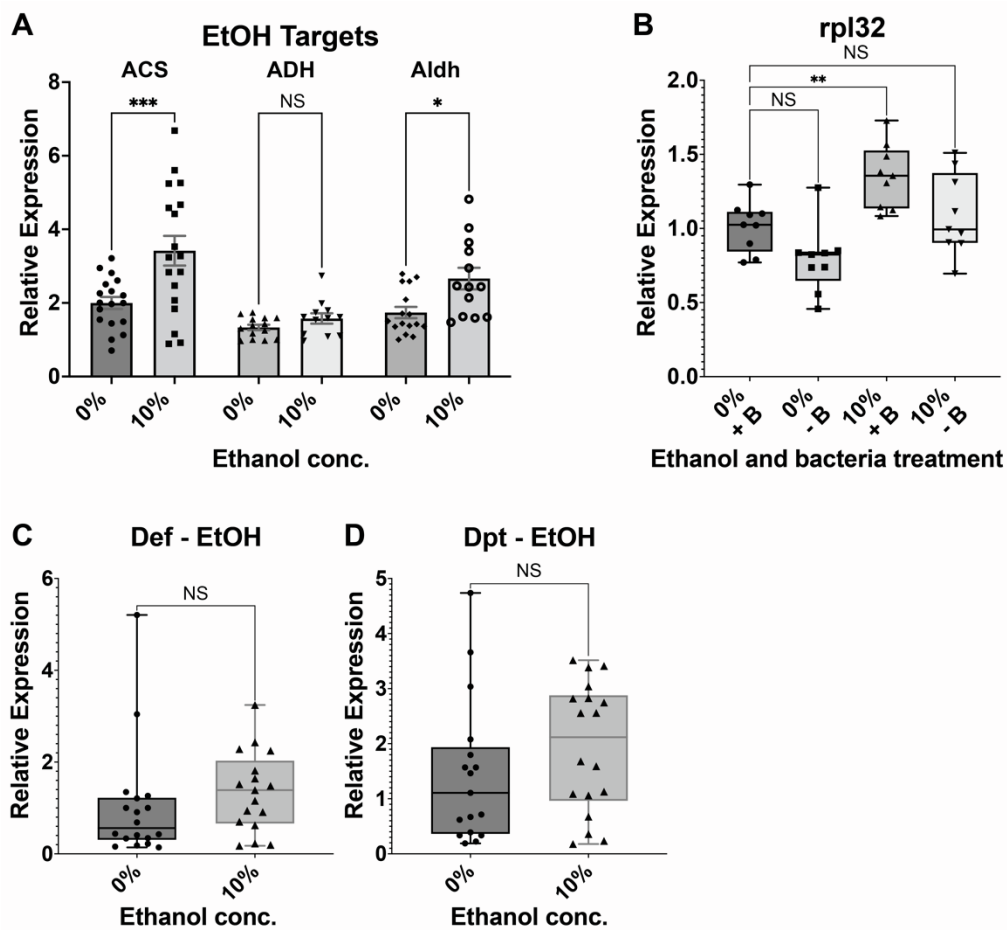 A
EtOH Targets
ACS
ADH
Aldh
***
NS
*
Relative Expression
8
6
4
2
0
0%
10%
0%
10%
0%
10%
Ethanol conc.
B
rpl32
NS
**
NS
Relative Expression
2.0
1.5
1.0
0.5
0.0
0%
+ B
0%
- B
10%
+ B
10%
- B
Ethanol and bacteria treatment
C
Def - EtOH
NS
Relative Expression
6
4
2
0
0%
10%
Ethanol conc.
D
Dpt - EtOH
NS
Relative Expression
5
4
3
2
1
0
0%
10%
Ethanol conc.